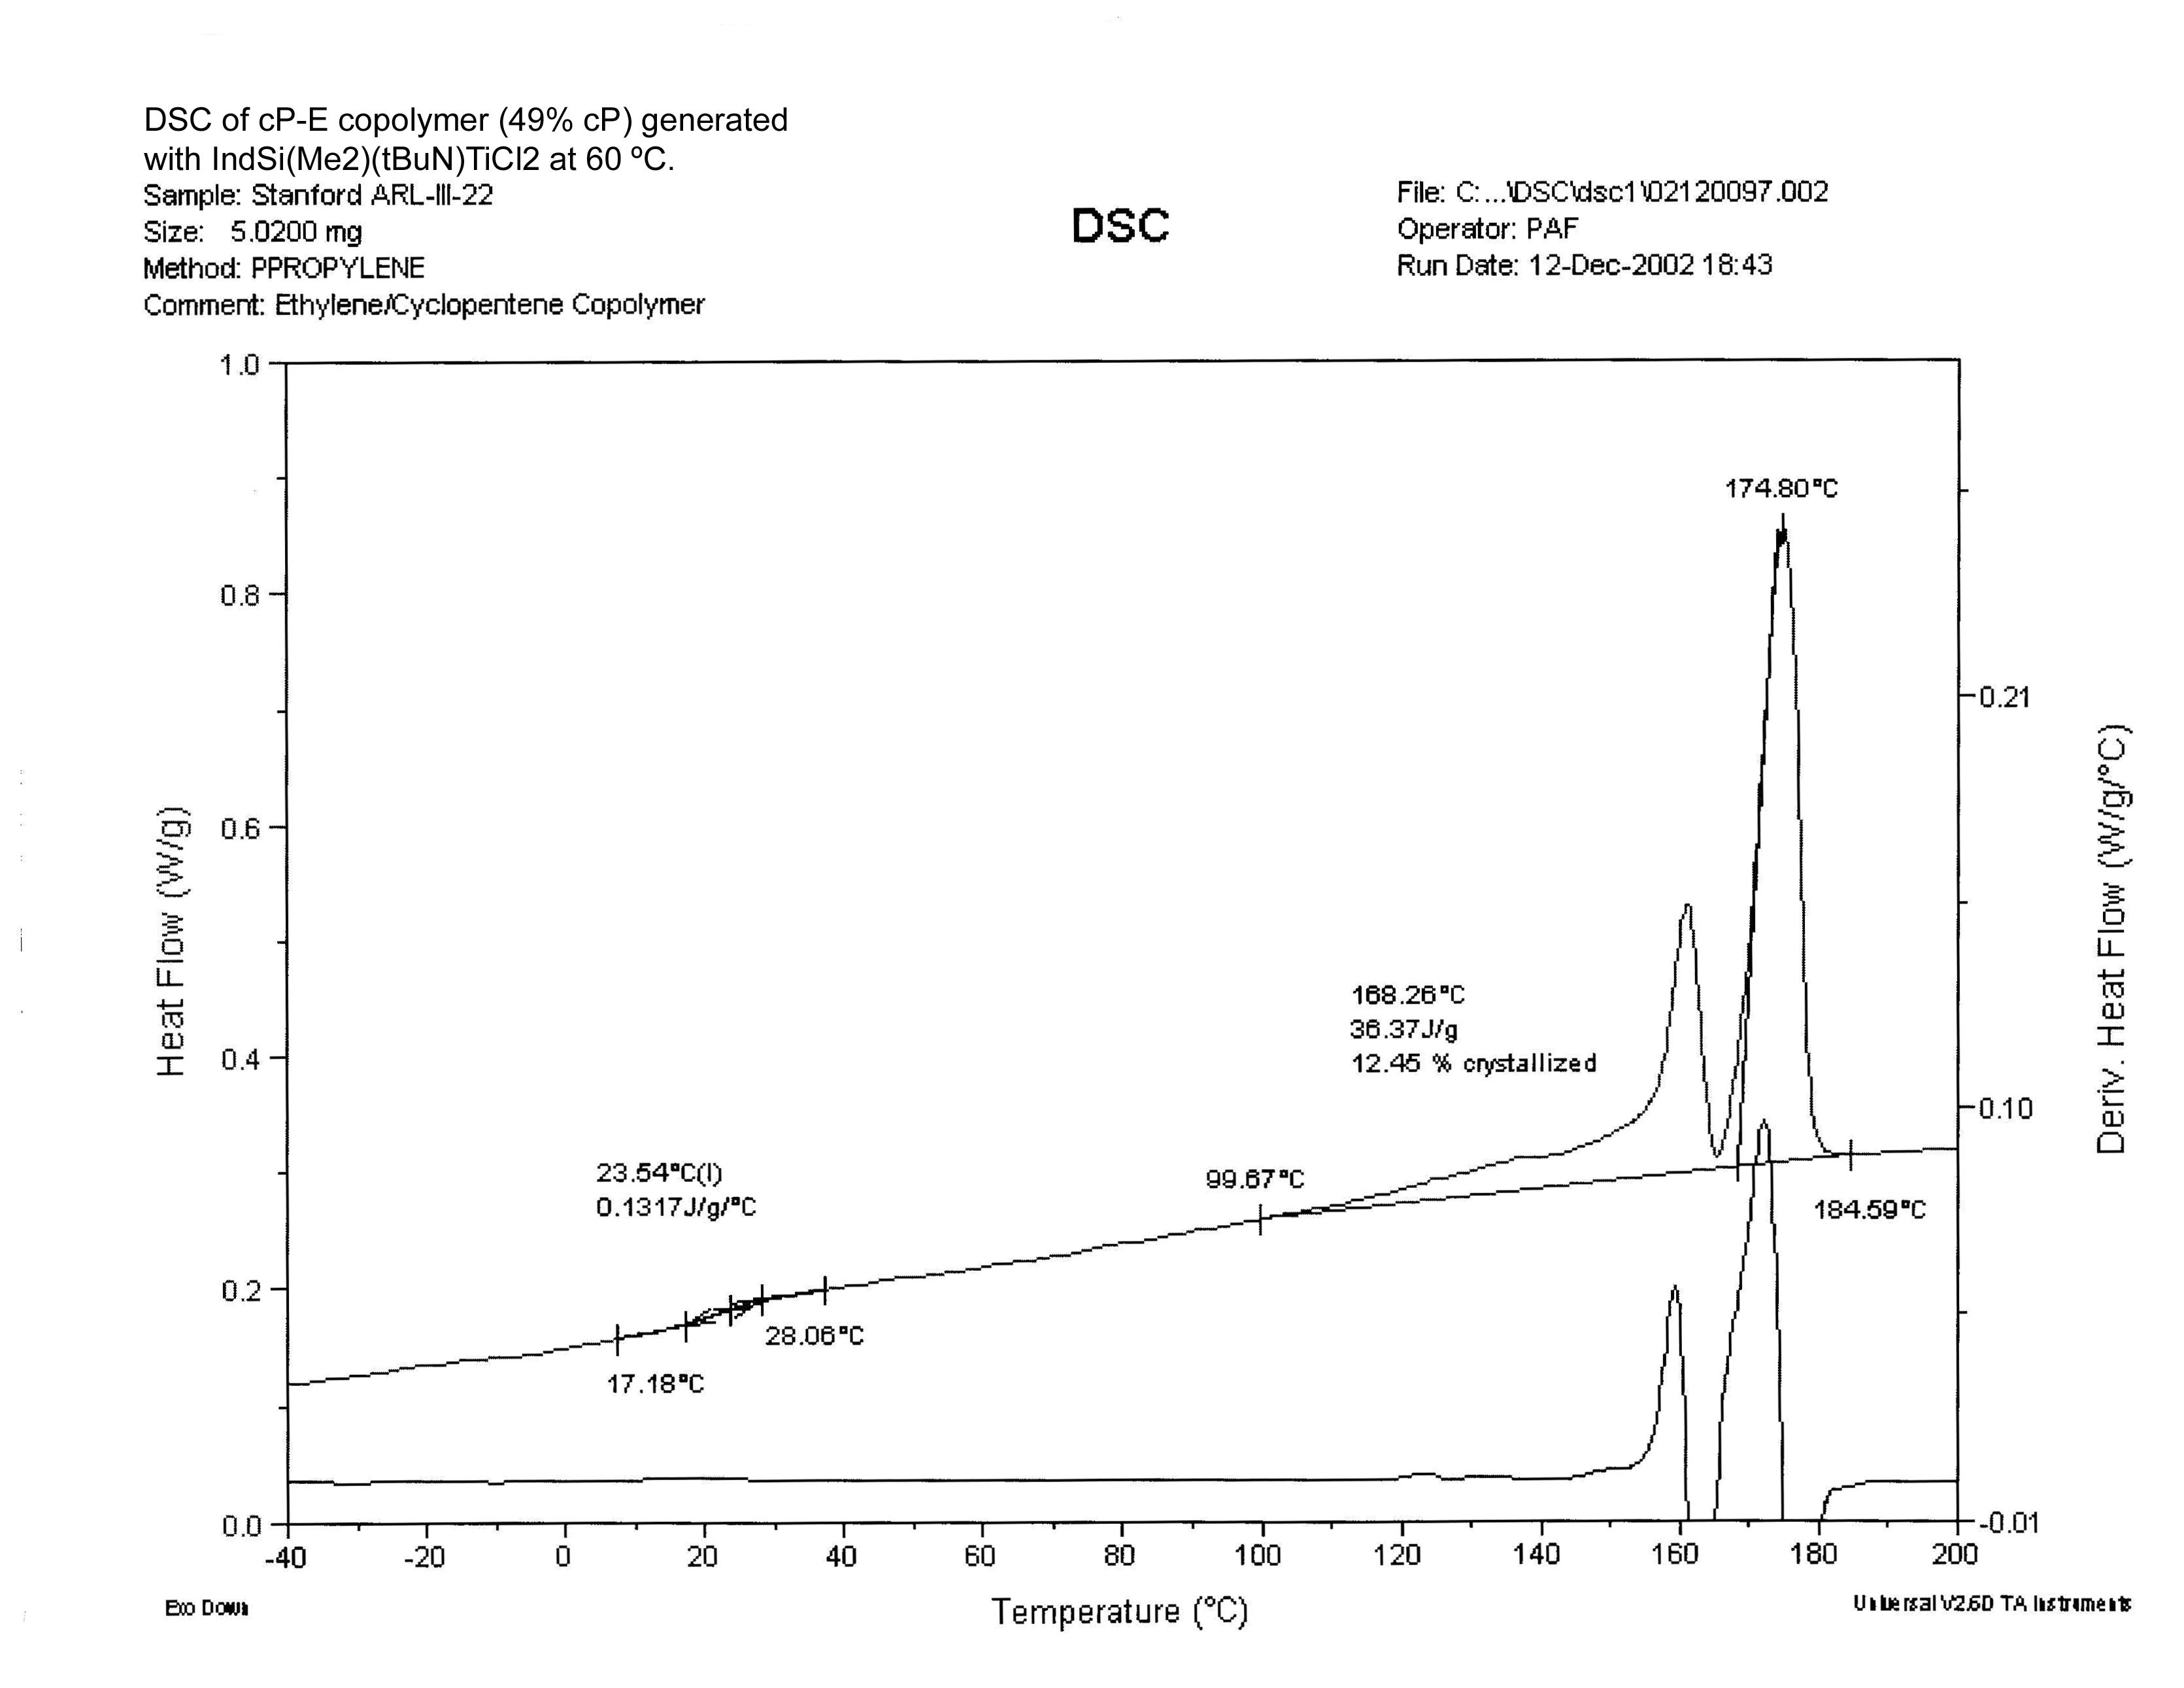 DSC of cP-E copolymer (49% cP) generated
with IndSi(Me2)(tBuN)TiCl2 at 60 ºC.
Sample: Stanford ARL-III-22
Size: 5.0200 mg
Method: PPROPYLENE
Comment: Ethylene/Cyclopentene Copolymer
DSC
File: C:...\DSC\dsc1\02120097.002
Operator: PAF
Run Date: 12-Dec-2002 18:43
1.0
0.8
0.6
0.4
0.2
0.0
Heat Flow (W/g)
174.80°C
168.26°C
36.37J/g
12.45 % crystallized
23.54°C(I)
0.1317J/g/°C
99.67°C
184.59°C
28.06°C
17.18°C
0.21
0.10
-0.01
Deriv. Heat Flow (W/g/°C)
-40 -20 0 20 40 60 80 100 120 140 160 180 200
Exo Down
Temperature (°C)
Universal V2.6D TA Instruments